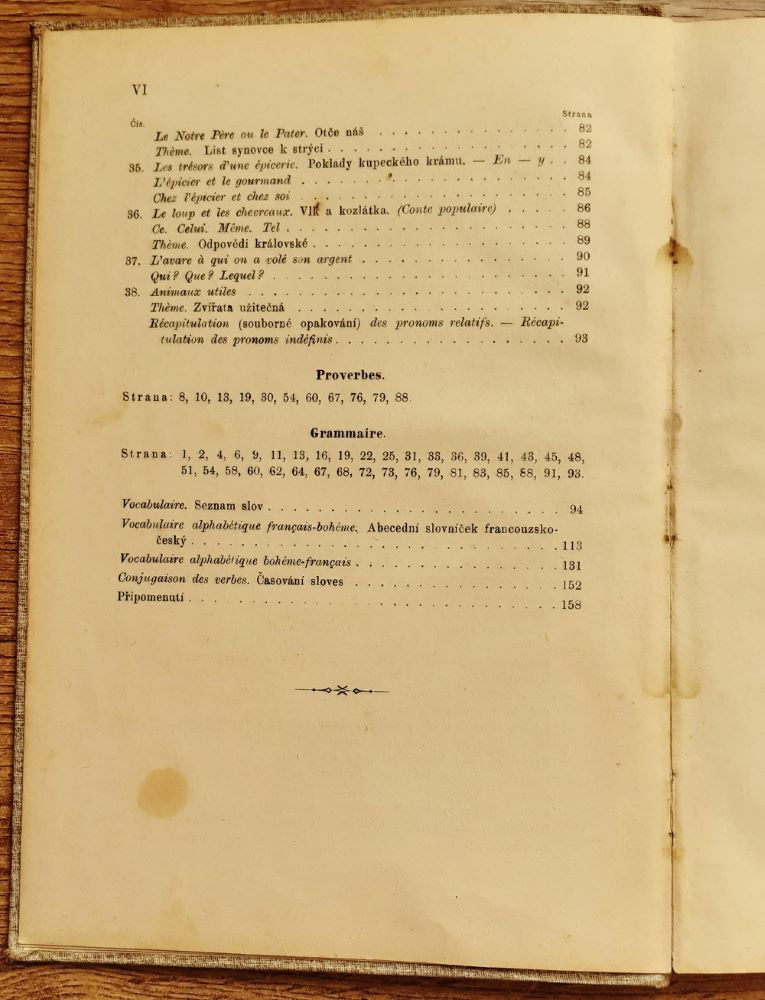 VI
Čís. Strana
Le Notre Père ou le Pater. Otče náš . . . . . . . . . . . . . 82
Thème. List synovce k strýci . . . . . . . . . . . . . . . . 82
35. Les trésors d'une épicerie. Poklady kupeckého krámu. — En — y . . 84
L'épicier et le gourmand . . . . . . . . . . . . . . . . . . 84
Chez l'épicier et chez soi . . . . . . . . . . . . . . . . . 85
36. Le loup et les chevreaux. Vlk a kozlátka. (Conte populaire) . . . . . 86
Ce. Celui. Même. Tel . . . . . . . . . . . . . . . . . . . 88
Thème. Odpovědi královské . . . . . . . . . . . . . . . . . 89
37. L'avare à qui on a volé son argent . . . . . . . . . . . . . . 90
Qui? Que? Lequel? . . . . . . . . . . . . . . . . . . . . 91
38. Animaux utiles . . . . . . . . . . . . . . . . . . . . . . 92
Thème. Zvířata užitečná . . . . . . . . . . . . . . . . . . 92
Récapitulation (souborné opakování) des pronoms relatifs. — Récapi-
tulation des pronoms indéfinis . . . . . . . . . . . . . . . . 93
Proverbes.
Strana: 8, 10, 13, 19, 30, 54, 60, 67, 76, 79, 88.
Grammaire.
Strana: 1, 2, 4, 6, 9, 11, 13, 16, 19, 22, 25, 31, 33, 36, 39, 41, 43, 45, 48,
51, 54, 58, 60, 62, 64, 67, 68, 72, 73, 76, 79, 81, 83, 85, 88, 91, 93.
Vocabulaire. Seznam slov . . . . . . . . . . . . . . . . . . . 94
Vocabulaire alphabétique français-bohême. Abecední slovníček francouzsko-
český . . . . . . . . . . . . . . . . . . . . . . . . . 113
Vocabulaire alphabétique bohême-français . . . . . . . . . . . . . 131
Conjugaison des verbes. Časování sloves . . . . . . . . . . . . . 152
Připomenutí . . . . . . . . . . . . . . . . . . . . . . . . . 158